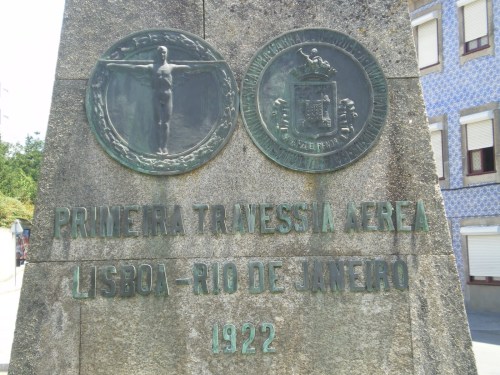 PRIMEIRA TRAVESSIA AEREA
LISBOA - RIO DE JANEIRO
1922